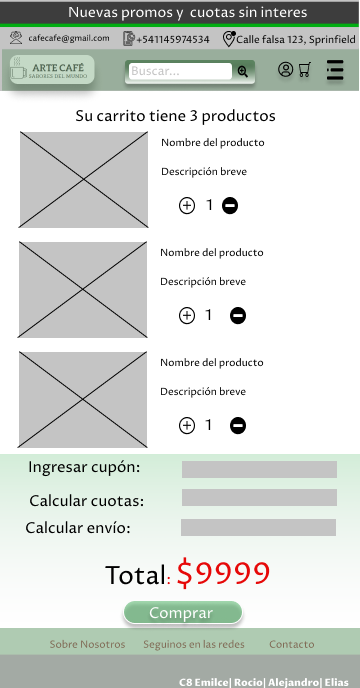 Nuevas promos y cuotas sin interes
cafecafe@gmail.com +541145974534 Calle falsa 123, Sprinfield
ARTE CAFÉ
SABORES DEL MUNDO
Buscar...
Su carrito tiene 3 productos
Nombre del producto
Descripción breve
1
Nombre del producto
Descripción breve
1
Nombre del producto
Descripción breve
1
Ingresar cupón:
Calcular cuotas:
Calcular envío:
Total: $9999
Comprar
Sobre Nosotros Seguinos en las redes Contacto
C8 Emilce| Rocio| Alejandro| Elias